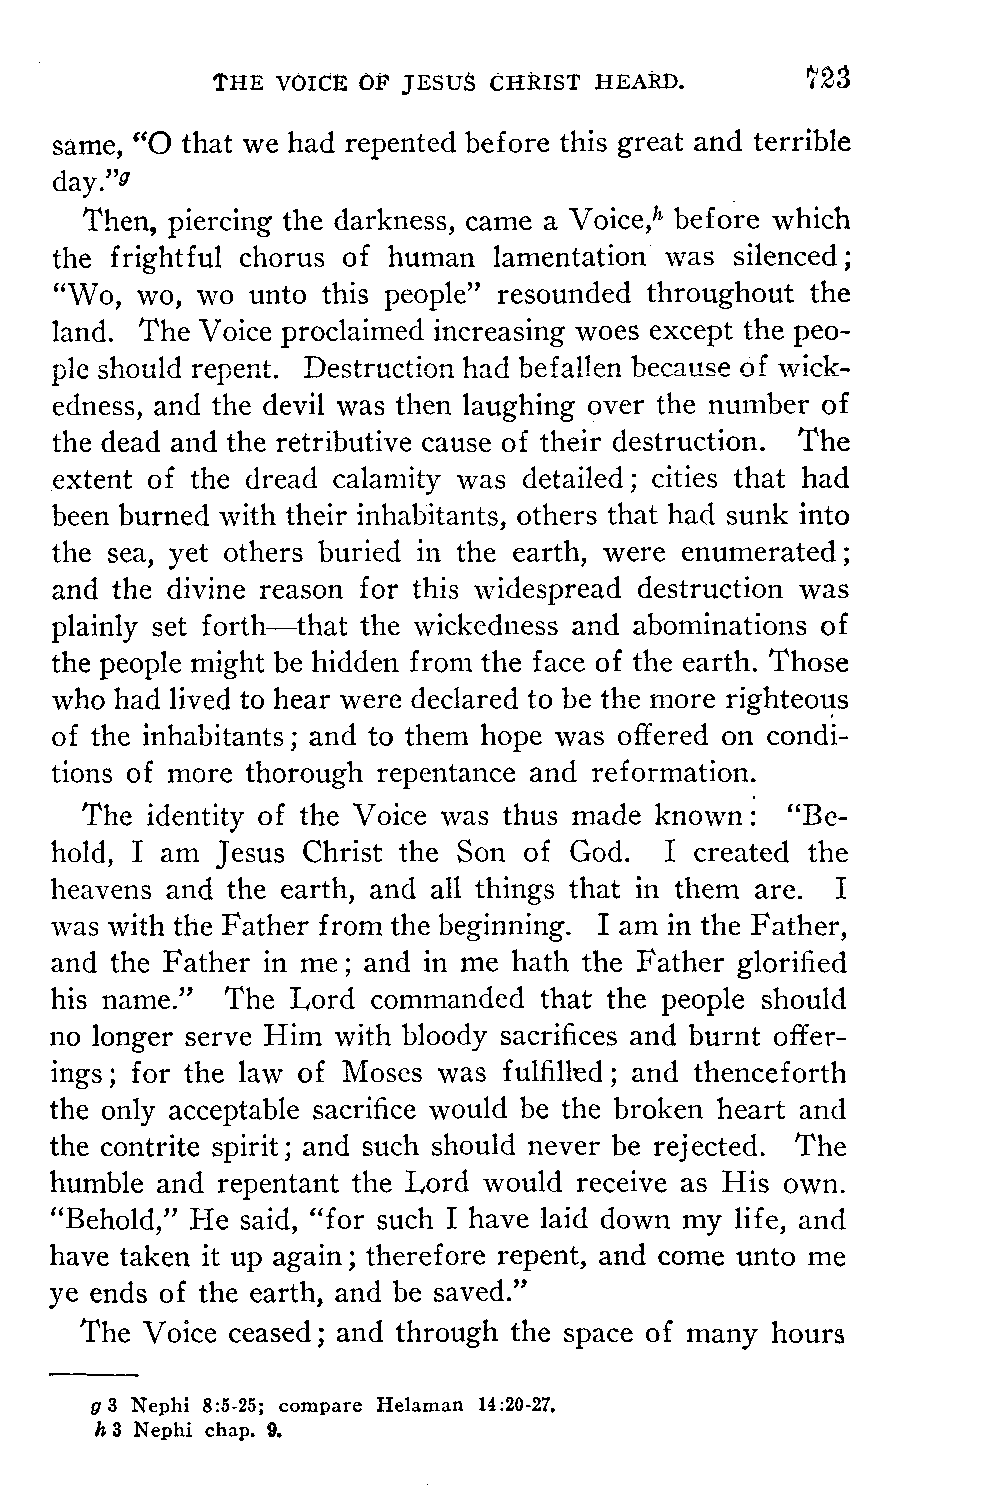 THE VOICE OF JESUS CHRIST HEARD. 723
same, “O that we had repented before this great and terrible
day.”g
Then, piercing the darkness, came a Voice,h before which
the frightful chorus of human lamentation was silenced;
“Wo, wo, wo unto this people” resounded throughout the
land. The Voice proclaimed increasing woes except the peo-
ple should repent. Destruction had befallen because of wick-
edness, and the devil was then laughing over the number of
the dead and the retributive cause of their destruction. The
extent of the dread calamity was detailed; cities that had
been burned with their inhabitants, others that had sunk into
the sea, yet others buried in the earth, were enumerated;
and the divine reason for this widespread destruction was
plainly set forth—that the wickedness and abominations of
the people might be hidden from the face of the earth. Those
who had lived to hear were declared to be the more righteous
of the inhabitants; and to them hope was offered on condi-
tions of more thorough repentance and reformation.
The identity of the Voice was thus made known: “Be-
hold, I am Jesus Christ the Son of God. I created the
heavens and the earth, and all things that in them are. I
was with the Father from the beginning. I am in the Father,
and the Father in me; and in me hath the Father glorified
his name.” The Lord commanded that the people should
no longer serve Him with bloody sacrifices and burnt offer-
ings; for the law of Moses was fulfilled; and thenceforth
the only acceptable sacrifice would be the broken heart and
the contrite spirit; and such should never be rejected. The
humble and repentant the Lord would receive as His own.
“Behold,” He said, “for such I have laid down my life, and
have taken it up again; therefore repent, and come unto me
ye ends of the earth, and be saved.”
The Voice ceased; and through the space of many hours
g 3 Nephi 8:5-25; compare Helaman 14:20-27.
h 3 Nephi chap. 9.